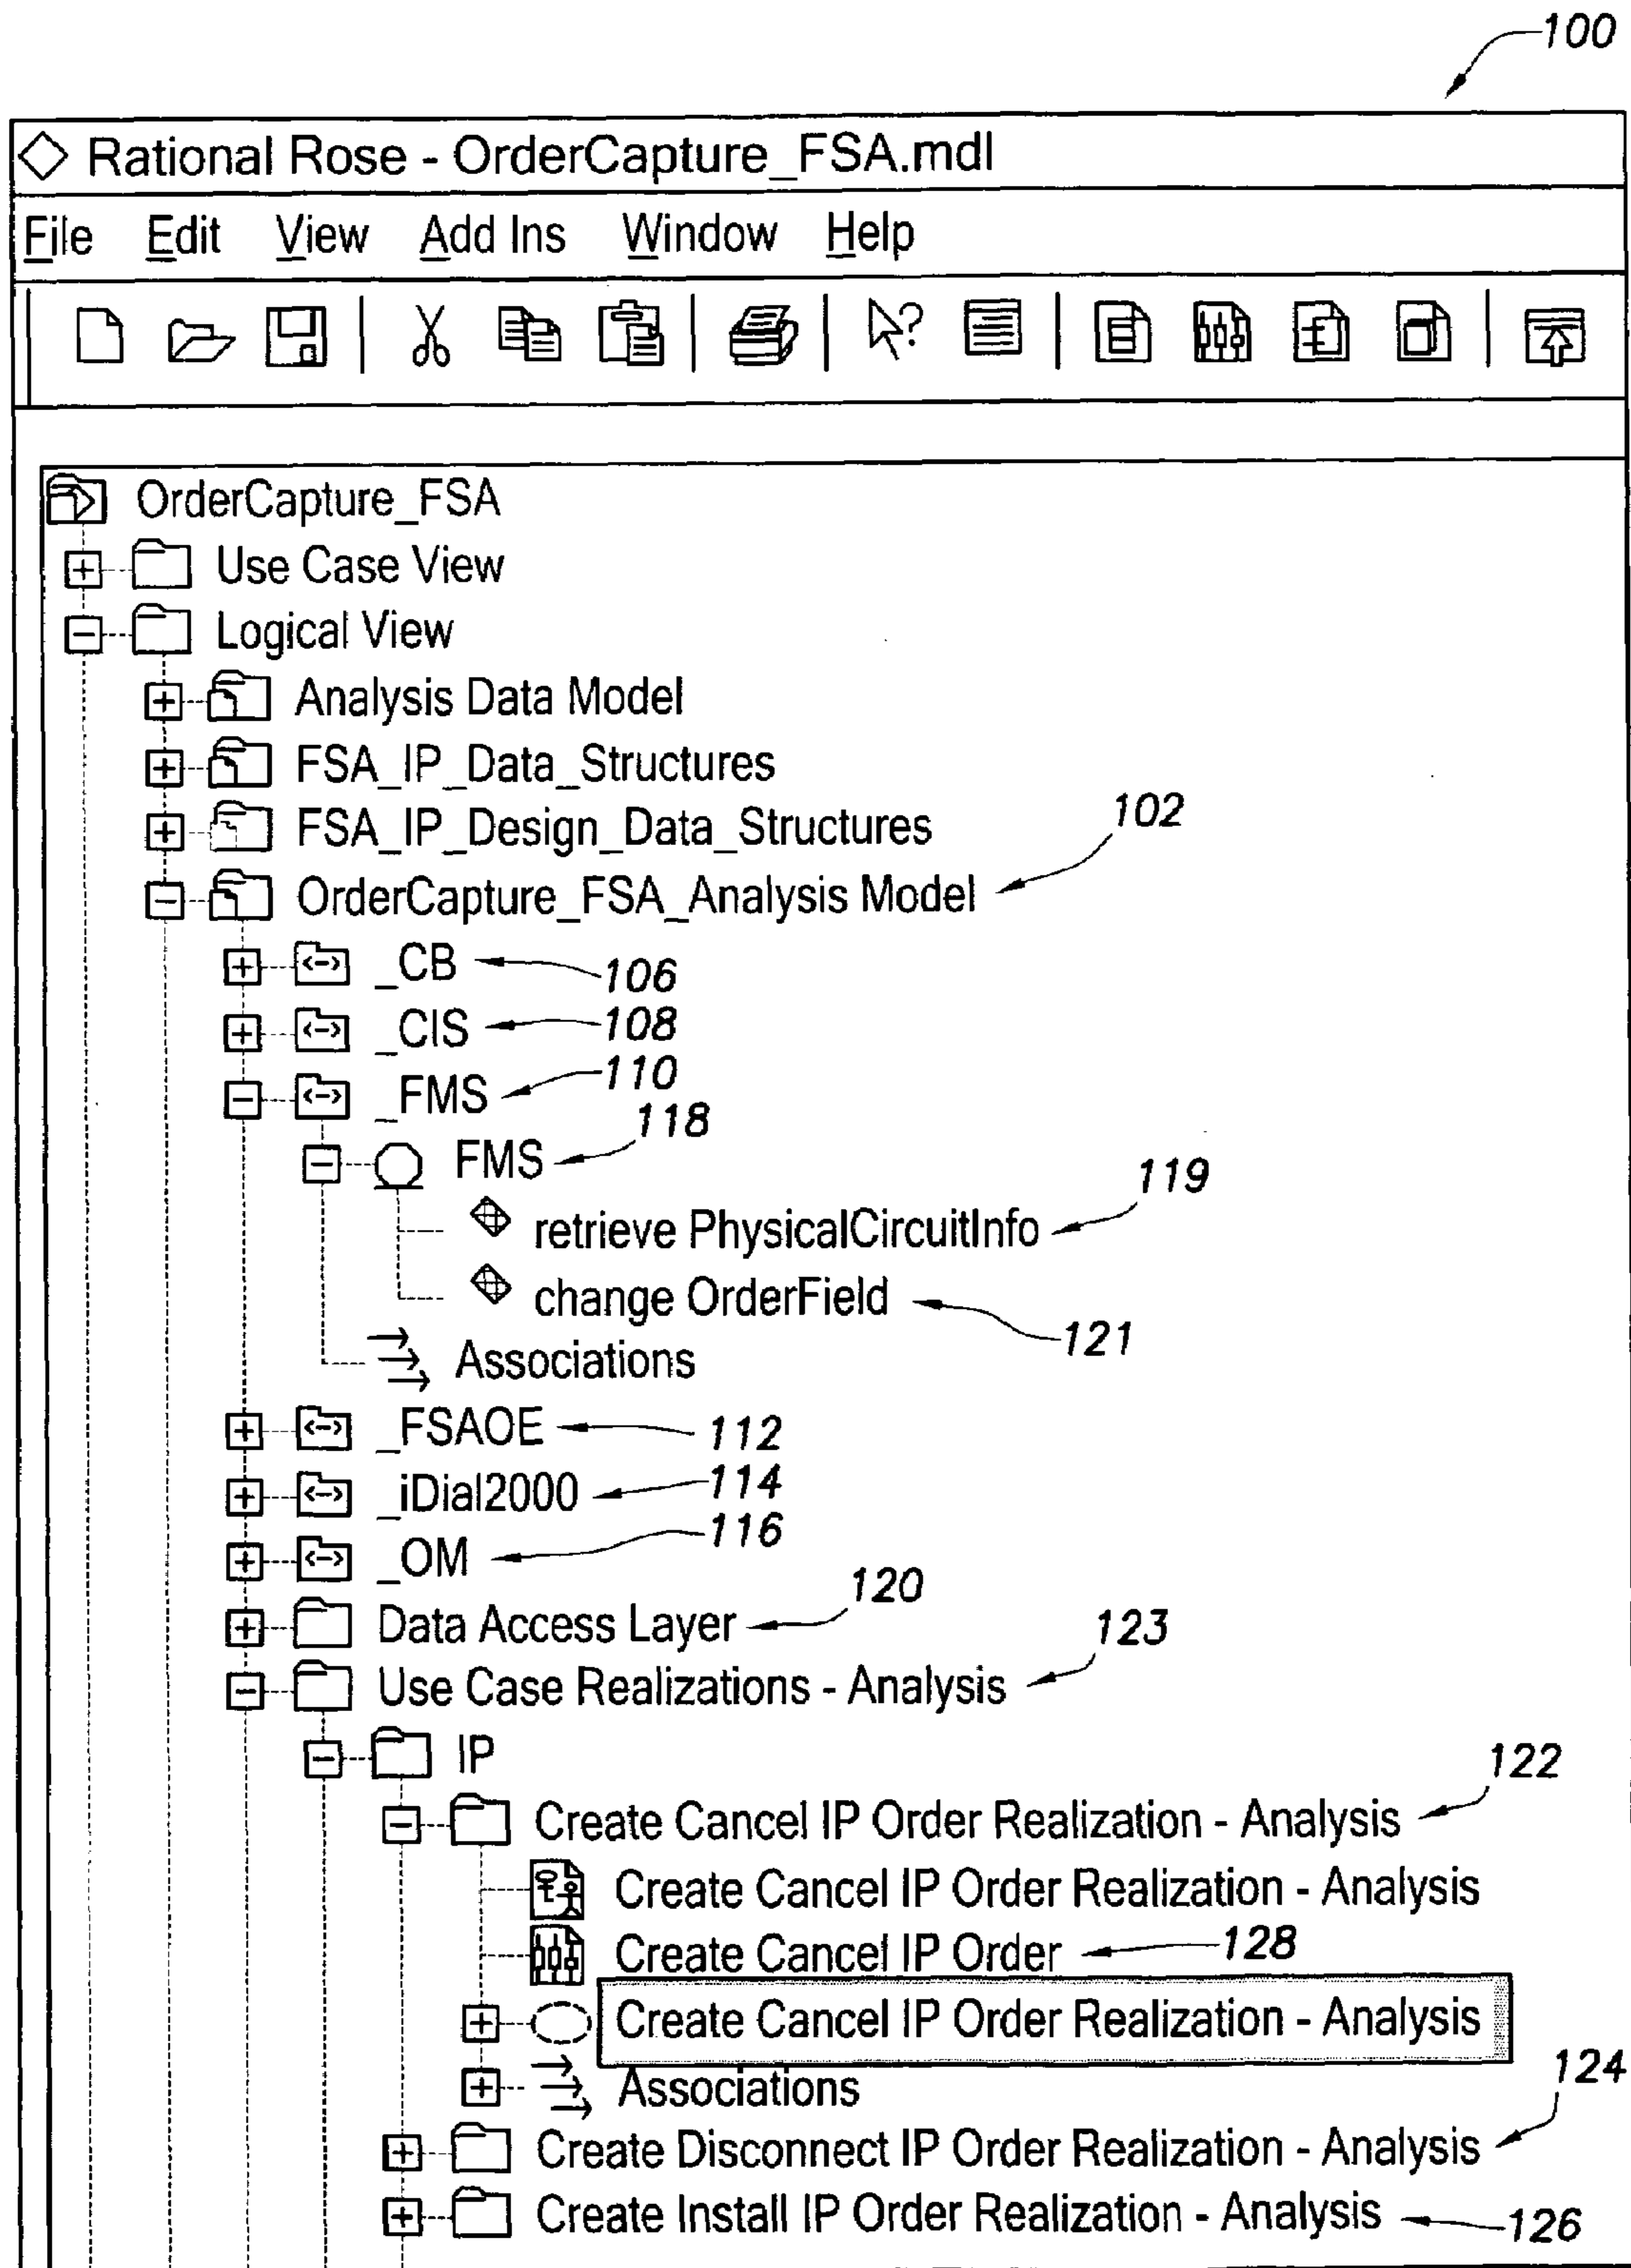 100
Rational Rose - OrderCapture_FSA.mdl
File Edit View Add Ins Window Help
?
OrderCapture_FSA
+ Use Case View
- Logical View
+ Analysis Data Model
+ FSA_IP_Data_Structures
+ FSA_IP_Design_Data_Structures
102
- OrderCapture_FSA_Analysis Model
+ <-> _CB 106
+ <-> _CIS 108
- <-> _FMS 110
- FMS 118
retrieve PhysicalCircuitInfo 119
change OrderField 121
Associations
+ <-> _FSAOE 112
+ <-> _iDial2000 114
+ <-> _OM 116
+ Data Access Layer 120
- Use Case Realizations - Analysis 123
- IP
- Create Cancel IP Order Realization - Analysis 122
Create Cancel IP Order Realization - Analysis
Create Cancel IP Order 128
+ Create Cancel IP Order Realization - Analysis
+ Associations
+ Create Disconnect IP Order Realization - Analysis 124
+ Create Install IP Order Realization - Analysis 126